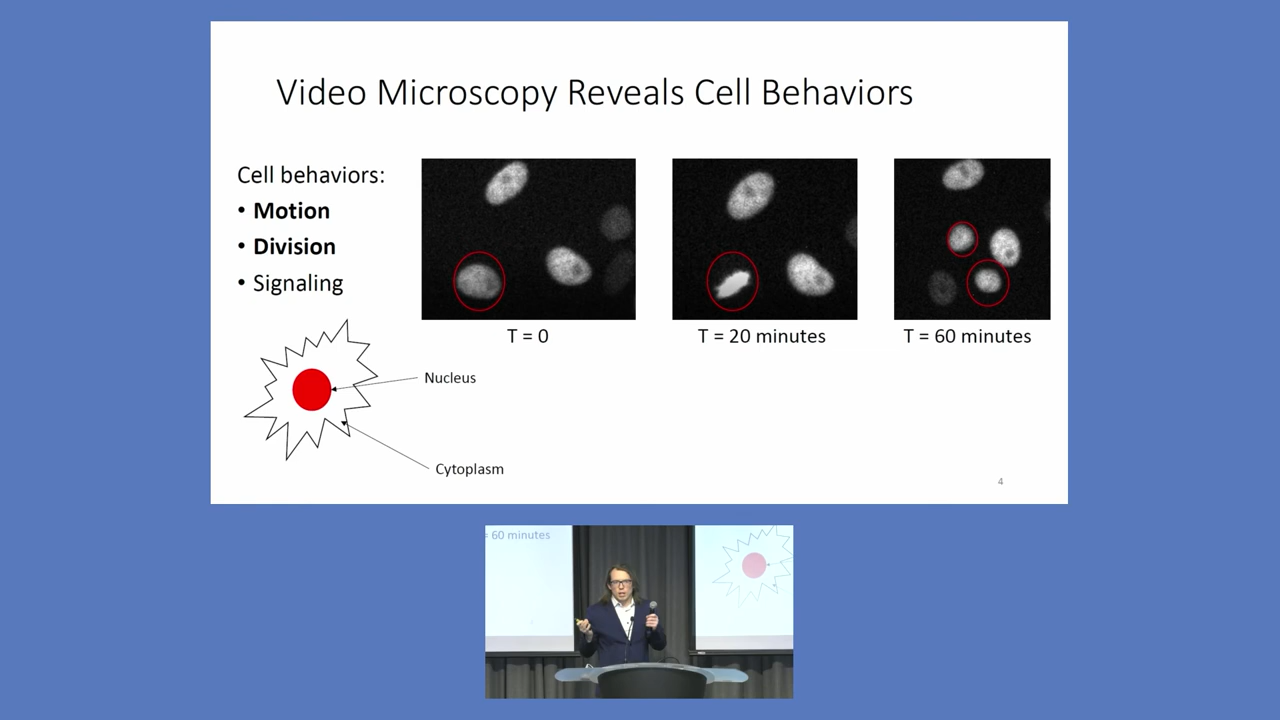 Video Microscopy Reveals Cell Behaviors
Cell behaviors:
• Motion
• Division
• Signaling
T = 0
T = 20 minutes
T = 60 minutes
Nucleus
Cytoplasm
4
= 60 minutes